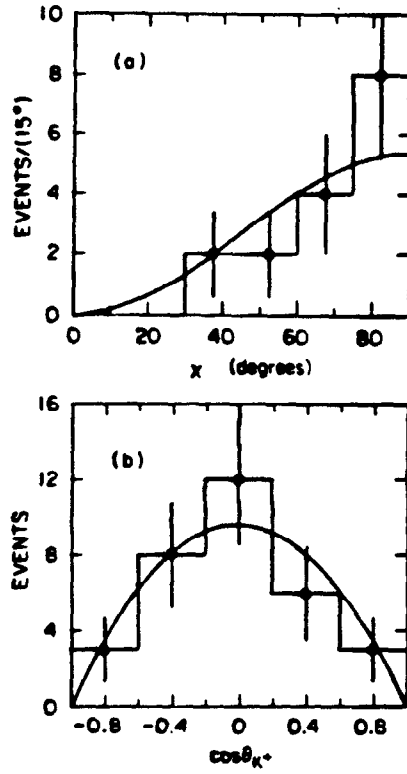 10
(a)
8
EVENTS/(15°)
6
4
2
0
0 20 40 60 80
χ (degrees)
16
(b)
12
EVENTS
8
4
0
-0.8 -0.4 0 0.4 0.8
cosθK+